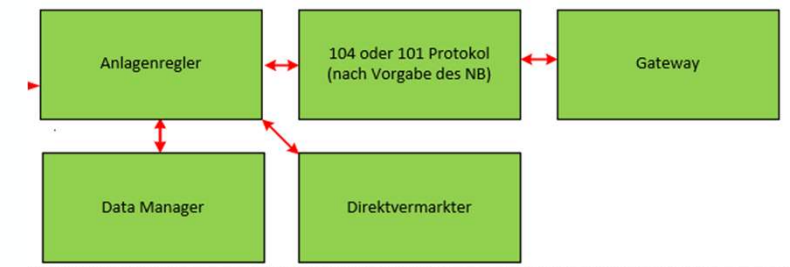 Anlagenregler
104 oder 101 Protokol
(nach Vorgabe des NB)
Gateway
Data Manager
Direktvermarkter